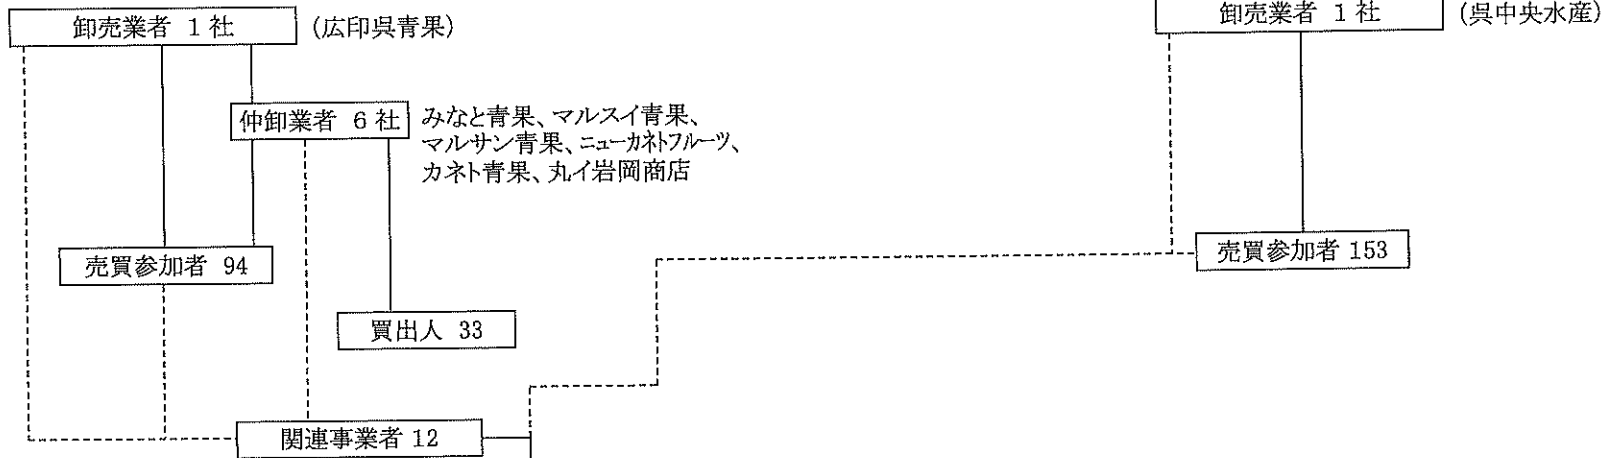 卸売業者 1 社 (広印呉青果)
卸売業者 1 社 (呉中央水産)
仲卸業者 6 社
みなと青果、マルスイ青果、
マルサン青果、ニューカネトフルーツ、
カネト青果、丸イ岩岡商店
売買参加者 94
売買参加者 153
買出人 33
関連事業者 12